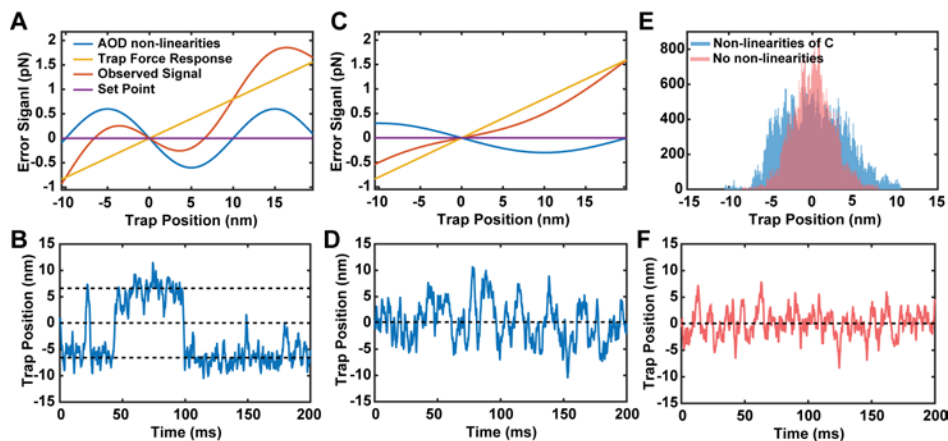 A
AOD non-linearities
Trap Force Response
Observed Signal
Set Point
Error Siganl (pN)
2
1.5
1
0.5
0
-0.5
-1
-10 -5 0 5 10 15
Trap Position (nm)
C
Error Signal (pN)
2
1.5
1
0.5
0
-0.5
-1
-10 -5 0 5 10 15
Trap Position (nm)
E
Non-linearities of C
No non-linearities
800
600
400
200
0
-15 -10 -5 0 5 10 15
Trap Position (nm)
B
Trap Position (nm)
15
10
5
0
-5
-10
-15
0 50 100 150 200
Time (ms)
D
Trap Position (nm)
15
10
5
0
-5
-10
-15
0 50 100 150 200
Time (ms)
F
Trap Position (nm)
15
10
5
0
-5
-10
-15
0 50 100 150 200
Time (ms)